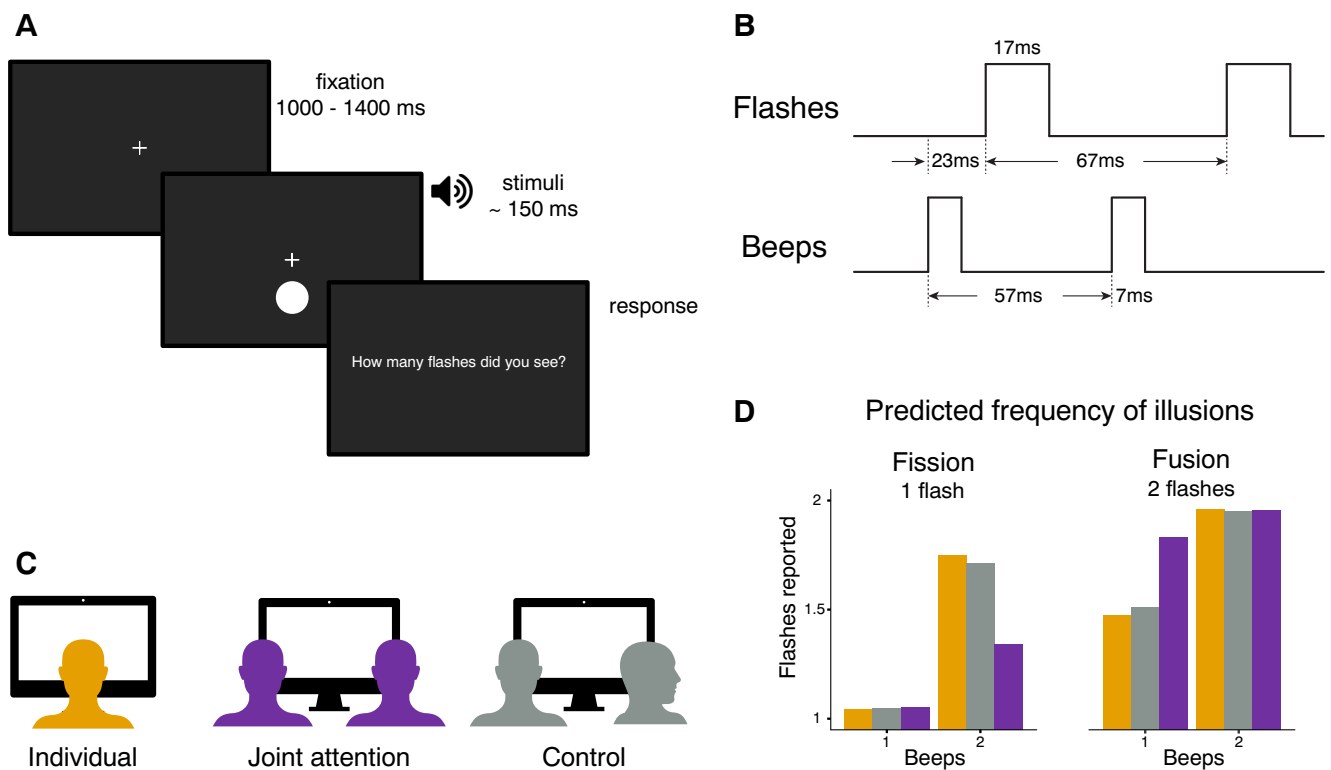 A
fixation
1000 - 1400 ms
stimuli
~ 150 ms
How many flashes did you see?
response
B
17ms
Flashes
23ms
67ms
Beeps
57ms
7ms
C
Individual
Joint attention
Control
D
Predicted frequency of illusions
Fission
1 flash
Fusion
2 flashes
Flashes reported
2
1.5
1
1
2
Beeps
1
2
Beeps